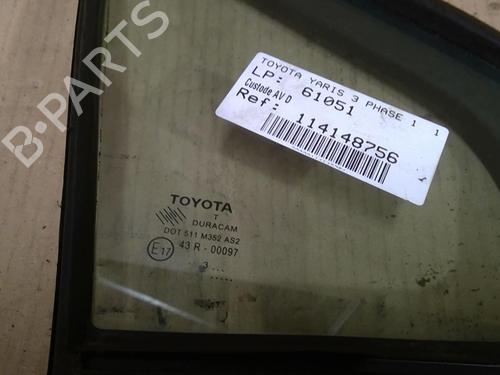 B-PARTS
TOYOTA YARIS 3 PHASE 1 1
LP: 61051
Custode AV D
Ref: 114148756
TOYOTA
T
DURACAM
DOT 511 M352 AS2
E17 43 R - 00097
3 ...